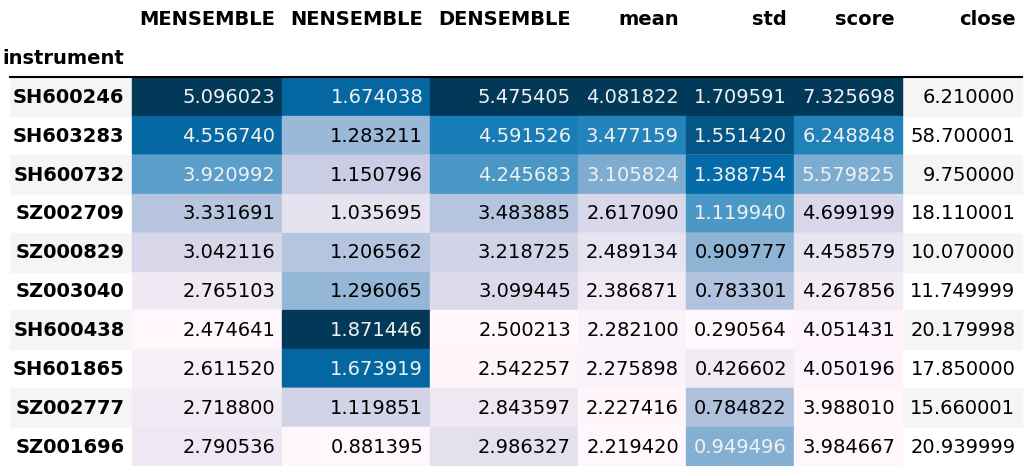 MENSEMBLE NENSEMBLE DENSEMBLE mean std score close
instrument
SH600246 5.096023 1.674038 5.475405 4.081822 1.709591 7.325698 6.210000
SH603283 4.556740 1.283211 4.591526 3.477159 1.551420 6.248848 58.700001
SH600732 3.920992 1.150796 4.245683 3.105824 1.388754 5.579825 9.750000
SZ002709 3.331691 1.035695 3.483885 2.617090 1.119940 4.699199 18.110001
SZ000829 3.042116 1.206562 3.218725 2.489134 0.909777 4.458579 10.070000
SZ003040 2.765103 1.296065 3.099445 2.386871 0.783301 4.267856 11.749999
SH600438 2.474641 1.871446 2.500213 2.282100 0.290564 4.051431 20.179998
SH601865 2.611520 1.673919 2.542257 2.275898 0.426602 4.050196 17.850000
SZ002777 2.718800 1.119851 2.843597 2.227416 0.784822 3.988010 15.660001
SZ001696 2.790536 0.881395 2.986327 2.219420 0.949496 3.984667 20.939999